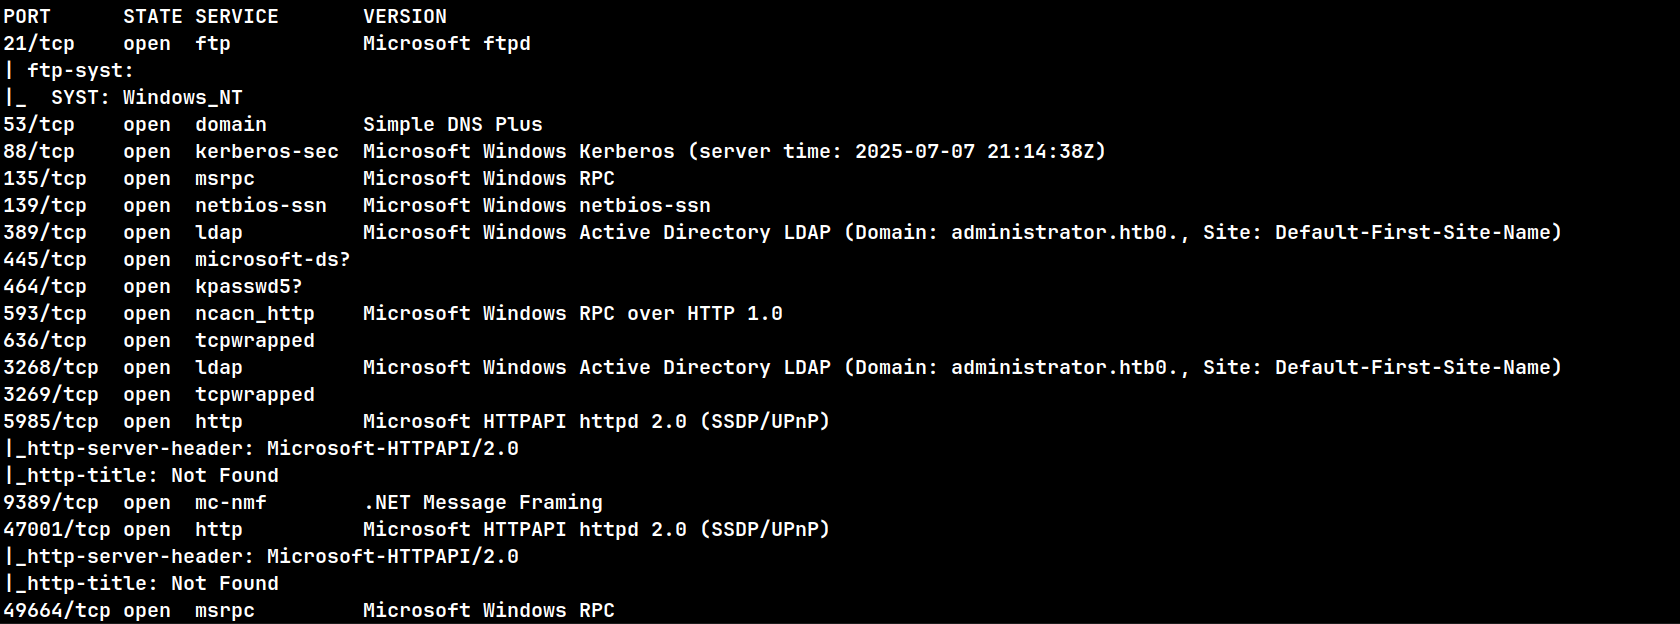 PORT      STATE SERVICE       VERSION
21/tcp    open  ftp           Microsoft ftpd
| ftp-syst:
|_  SYST: Windows_NT
53/tcp    open  domain        Simple DNS Plus
88/tcp    open  kerberos-sec  Microsoft Windows Kerberos (server time: 2025-07-07 21:14:38Z)
135/tcp   open  msrpc         Microsoft Windows RPC
139/tcp   open  netbios-ssn   Microsoft Windows netbios-ssn
389/tcp   open  ldap          Microsoft Windows Active Directory LDAP (Domain: administrator.htb0., Site: Default-First-Site-Name)
445/tcp   open  microsoft-ds?
464/tcp   open  kpasswd5?
593/tcp   open  ncacn_http    Microsoft Windows RPC over HTTP 1.0
636/tcp   open  tcpwrapped
3268/tcp  open  ldap          Microsoft Windows Active Directory LDAP (Domain: administrator.htb0., Site: Default-First-Site-Name)
3269/tcp  open  tcpwrapped
5985/tcp  open  http          Microsoft HTTPAPI httpd 2.0 (SSDP/UPnP)
|_http-server-header: Microsoft-HTTPAPI/2.0
|_http-title: Not Found
9389/tcp  open  mc-nmf        .NET Message Framing
47001/tcp open  http          Microsoft HTTPAPI httpd 2.0 (SSDP/UPnP)
|_http-server-header: Microsoft-HTTPAPI/2.0
|_http-title: Not Found
49664/tcp open  msrpc         Microsoft Windows RPC